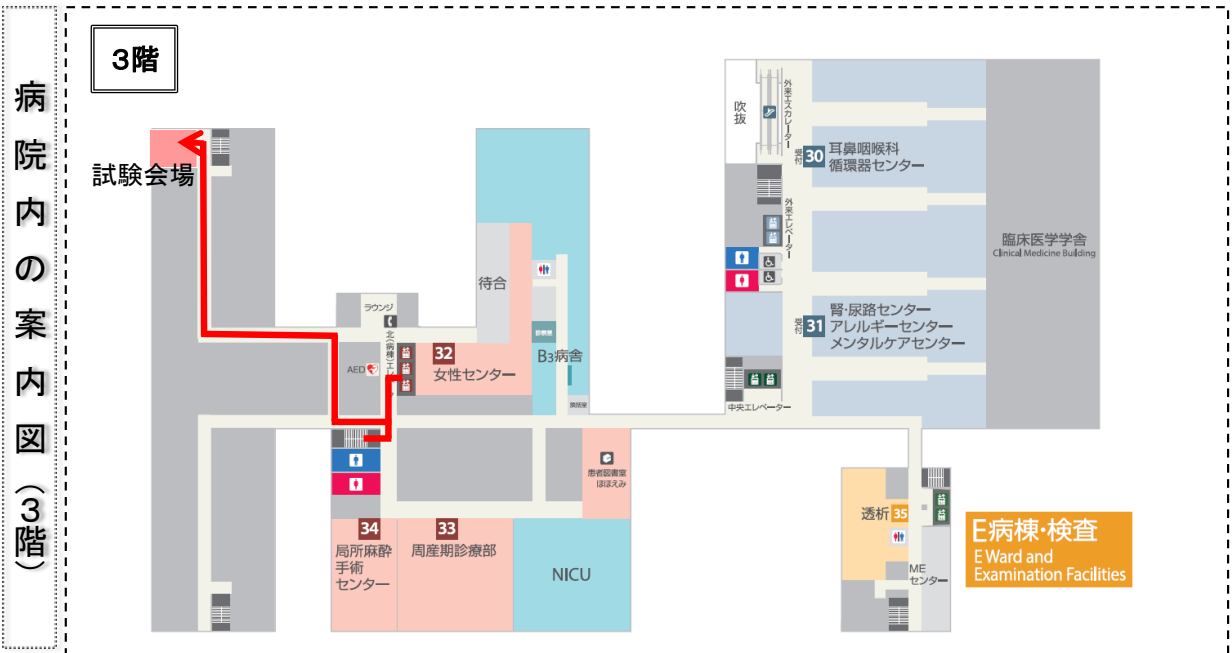 病院内の案内図（３階）
３階
試験会場
ラウンジ
北(病棟)エレ
AED
待合
32
女性センター
B3病舎
34
局所麻酔
手術
センター
33
周産期診療部
NICU
患者図書室
ほほえみ
吹抜
外来エスカレーター
受付
30
耳鼻咽喉科
循環器センター
外来エレベーター
受付
31
腎・尿路センター
アレルギーセンター
メンタルケアセンター
中央エレベーター
臨床医学学舎
Clinical Medicine Building
透析
35
ME
センター
E病棟・検査
E Ward and
Examination Facilities